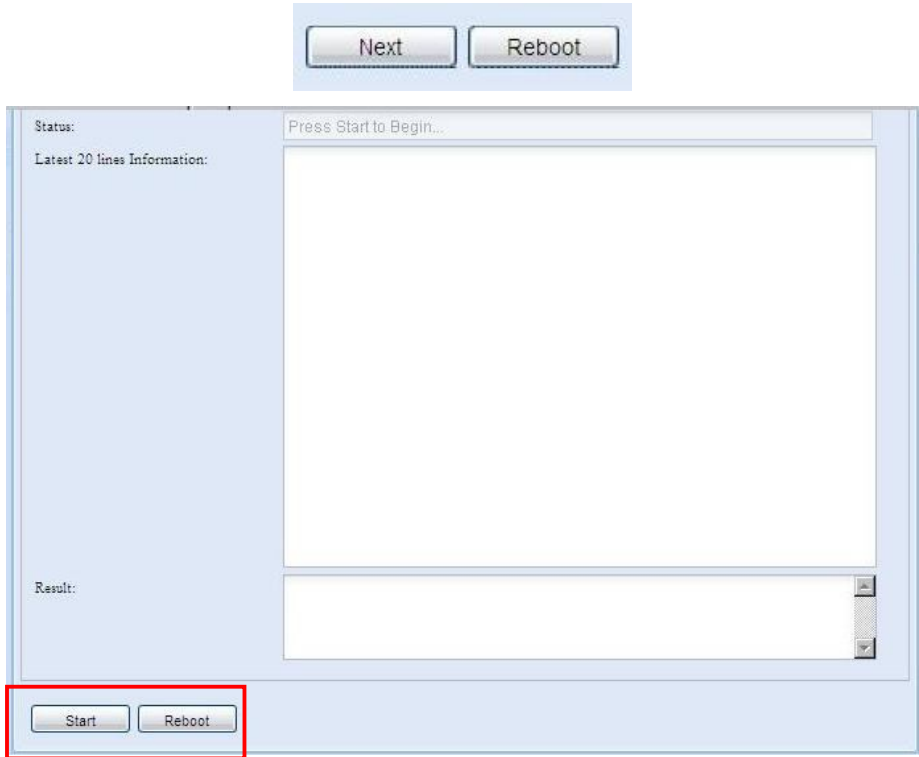 Next Reboot
Status: Press Start to Begin...
Latest 20 lines Information:
Result:
Start Reboot